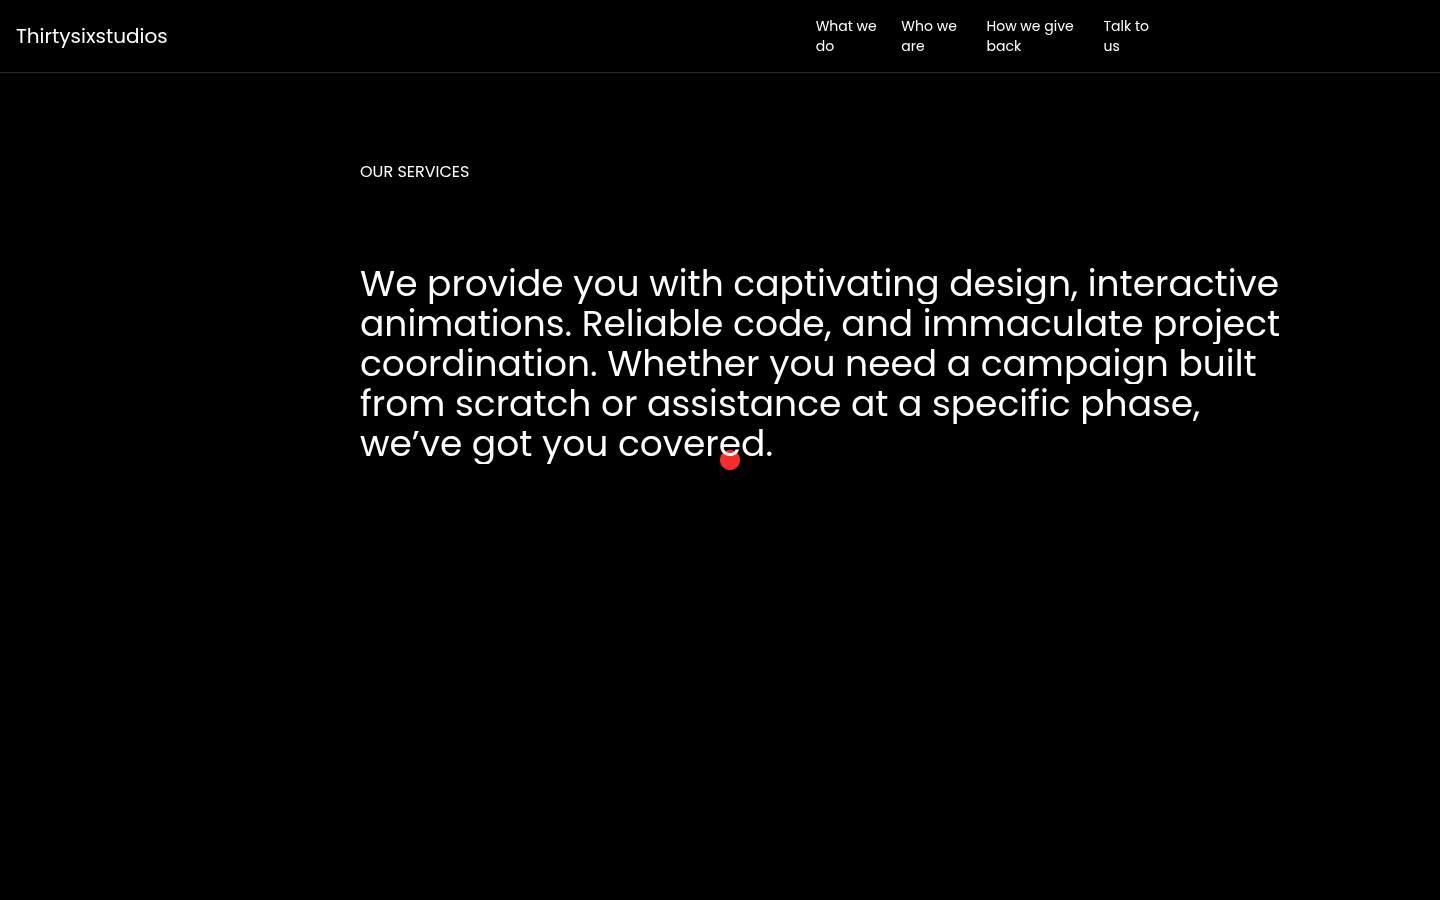 Thirtysixstudios
What we
do
Who we
are
How we give
back
Talk to
us
OUR SERVICES
We provide you with captivating design, interactive
animations. Reliable code, and immaculate project
coordination. Whether you need a campaign built
from scratch or assistance at a specific phase,
we’ve got you covered.